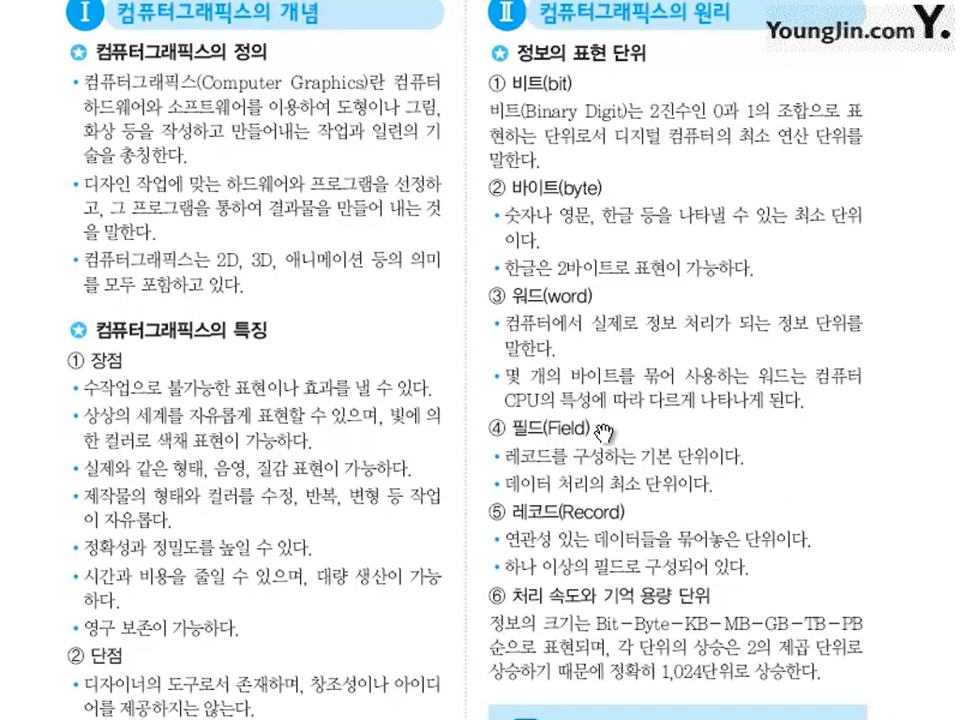 Ⅰ 컴퓨터그래픽스의 개념
컴퓨터그래픽스의 정의
• 컴퓨터그래픽스(Computer Graphics)란 컴퓨터
하드웨어와 소프트웨어를 이용하여 도형이나 그림,
화상 등을 작성하고 만들어내는 작업과 일련의 기
술을 총칭한다.
• 디자인 작업에 맞는 하드웨어와 프로그램을 선정하
고, 그 프로그램을 통하여 결과물을 만들어 내는 것
을 말한다.
• 컴퓨터그래픽스는 2D, 3D, 애니메이션 등의 의미
를 모두 포함하고 있다.
컴퓨터그래픽스의 특징
① 장점
• 수작업으로 불가능한 표현이나 효과를 낼 수 있다.
• 상상의 세계를 자유롭게 표현할 수 있으며, 빛에 의
한 컬러로 색채 표현이 가능하다.
• 실제와 같은 형태, 음영, 질감 표현이 가능하다.
• 제작물의 형태와 컬러를 수정, 반복, 변형 등 작업
이 자유롭다.
• 정확성과 정밀도를 높일 수 있다.
• 시간과 비용을 줄일 수 있으며, 대량 생산이 가능
하다.
• 영구 보존이 가능하다.
② 단점
• 디자이너의 도구로서 존재하며, 창조성이나 아이디
어를 제공하지는 않는다.
Ⅱ 컴퓨터그래픽스의 원리
YoungJin.com Y.
정보의 표현 단위
① 비트(bit)
비트(Binary Digit)는 2진수인 0과 1의 조합으로 표
현하는 단위로서 디지털 컴퓨터의 최소 연산 단위를
말한다.
② 바이트(byte)
• 숫자나 영문, 한글 등을 나타낼 수 있는 최소 단위
이다.
• 한글은 2바이트로 표현이 가능하다.
③ 워드(word)
• 컴퓨터에서 실제로 정보 처리가 되는 정보 단위를
말한다.
• 몇 개의 바이트를 묶어 사용하는 워드는 컴퓨터
CPU의 특성에 따라 다르게 나타나게 된다.
④ 필드(Field)
• 레코드를 구성하는 기본 단위이다.
• 데이터 처리의 최소 단위이다.
⑤ 레코드(Record)
• 연관성 있는 데이터들을 묶어놓은 단위이다.
• 하나 이상의 필드로 구성되어 있다.
⑥ 처리 속도와 기억 용량 단위
정보의 크기는 Bit-Byte-KB-MB-GB-TB-PB
순으로 표현되며, 각 단위의 상승은 2의 제곱 단위로
상승하기 때문에 정확히 1,024단위로 상승한다.